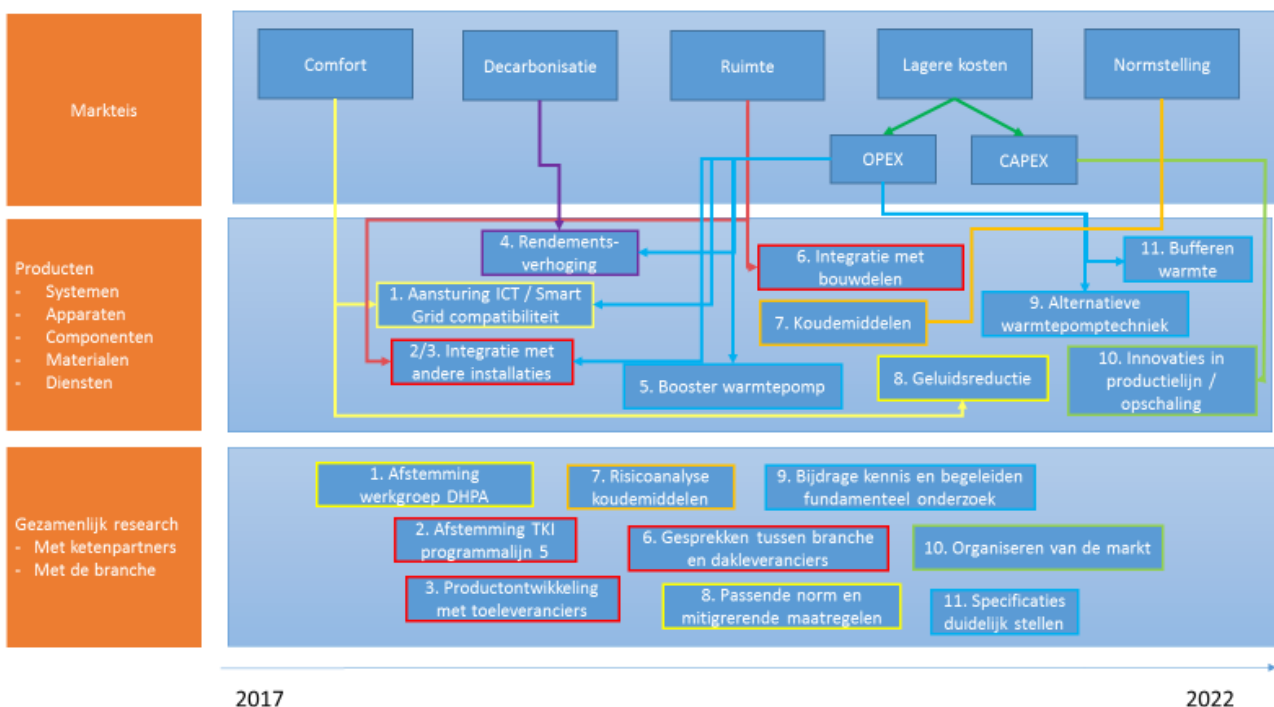 Markteis
Comfort
Decarbonisatie
Ruimte
Lagere kosten
Normstelling
OPEX
CAPEX
Producten
- Systemen
- Apparaten
- Componenten
- Materialen
- Diensten
4. Rendements-
verhoging
1. Aansturing ICT / Smart
Grid compatibiliteit
2/3. Integratie met
andere installaties
5. Booster warmtepomp
6. Integratie met
bouwdelen
7. Koudemiddelen
8. Geluidsreductie
11. Bufferen
warmte
9. Alternatieve
warmtepomptechniek
10. Innovaties in
productielijn /
opschaling
Gezamenlijk research
- Met ketenpartners
- Met de branche
1. Afstemming
werkgroep DHPA
7. Risicoanalyse
koudemiddelen
9. Bijdrage kennis en begeleiden
fundamenteel onderzoek
2. Afstemming TKI
programmalijn 5
6. Gesprekken tussen branche
en dakleveranciers
10. Organiseren van de markt
3. Productontwikkeling
met toeleveranciers
8. Passende norm en
mitigrerende maatregelen
11. Specificaties
duidelijk stellen
2017
2022